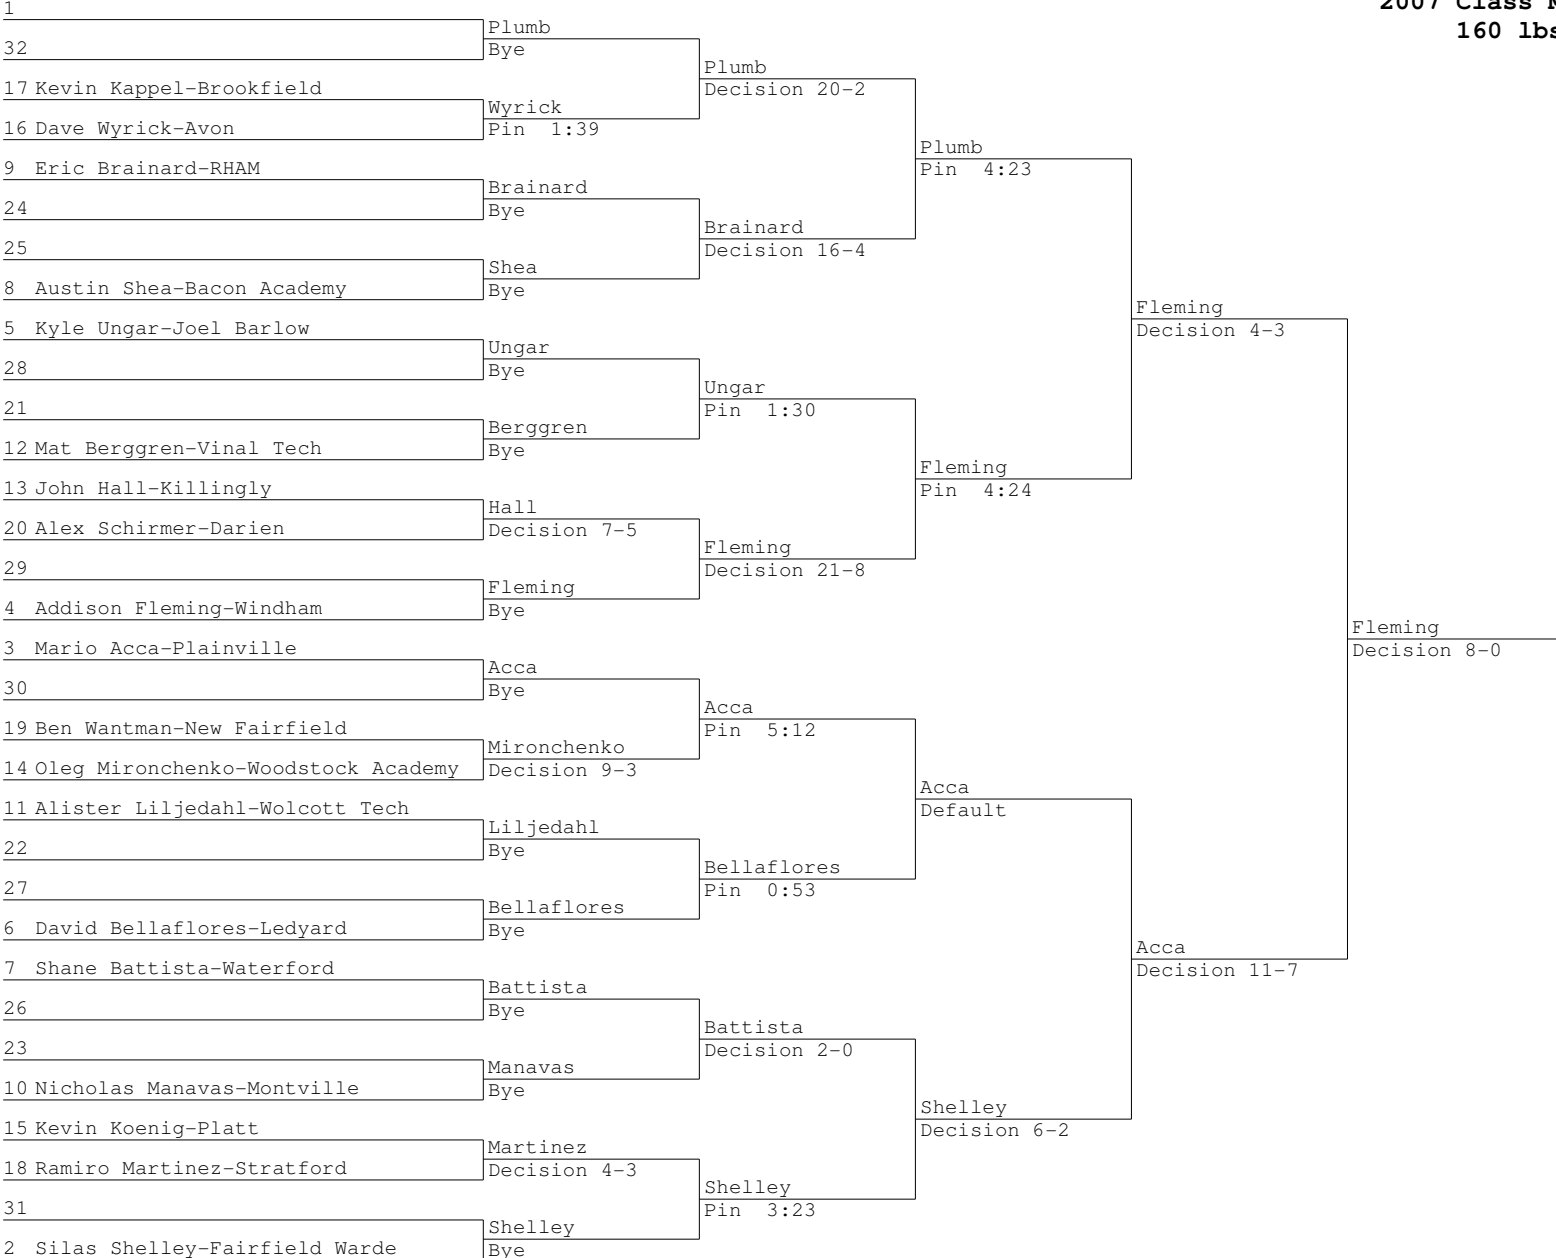 2007 Class M
160 lbs
1
32
17 Kevin Kappel-Brookfield
16 Dave Wyrick-Avon
9 Eric Brainard-RHAM
24
25
8 Austin Shea-Bacon Academy
5 Kyle Ungar-Joel Barlow
28
21
12 Mat Berggren-Vinal Tech
13 John Hall-Killingly
20 Alex Schirmer-Darien
29
4 Addison Fleming-Windham
3 Mario Acca-Plainville
30
19 Ben Wantman-New Fairfield
14 Oleg Mironchenko-Woodstock Academy
11 Alister Liljedahl-Wolcott Tech
22
27
6 David Bellaflores-Ledyard
7 Shane Battista-Waterford
26
23
10 Nicholas Manavas-Montville
15 Kevin Koenig-Platt
18 Ramiro Martinez-Stratford
31
2 Silas Shelley-Fairfield Warde
Plumb
Bye
Wyrick
Pin 1:39
Brainard
Bye
Shea
Bye
Ungar
Bye
Berggren
Bye
Hall
Decision 7-5
Fleming
Bye
Acca
Bye
Mironchenko
Decision 9-3
Liljedahl
Bye
Bellaflores
Bye
Battista
Bye
Manavas
Bye
Martinez
Decision 4-3
Shelley
Bye
Plumb
Decision 20-2
Brainard
Decision 16-4
Ungar
Pin 1:30
Fleming
Decision 21-8
Acca
Pin 5:12
Bellaflores
Pin 0:53
Battista
Decision 2-0
Shelley
Pin 3:23
Plumb
Pin 4:23
Fleming
Pin 4:24
Acca
Default
Shelley
Decision 6-2
Fleming
Decision 4-3
Acca
Decision 11-7
Fleming
Decision 8-0